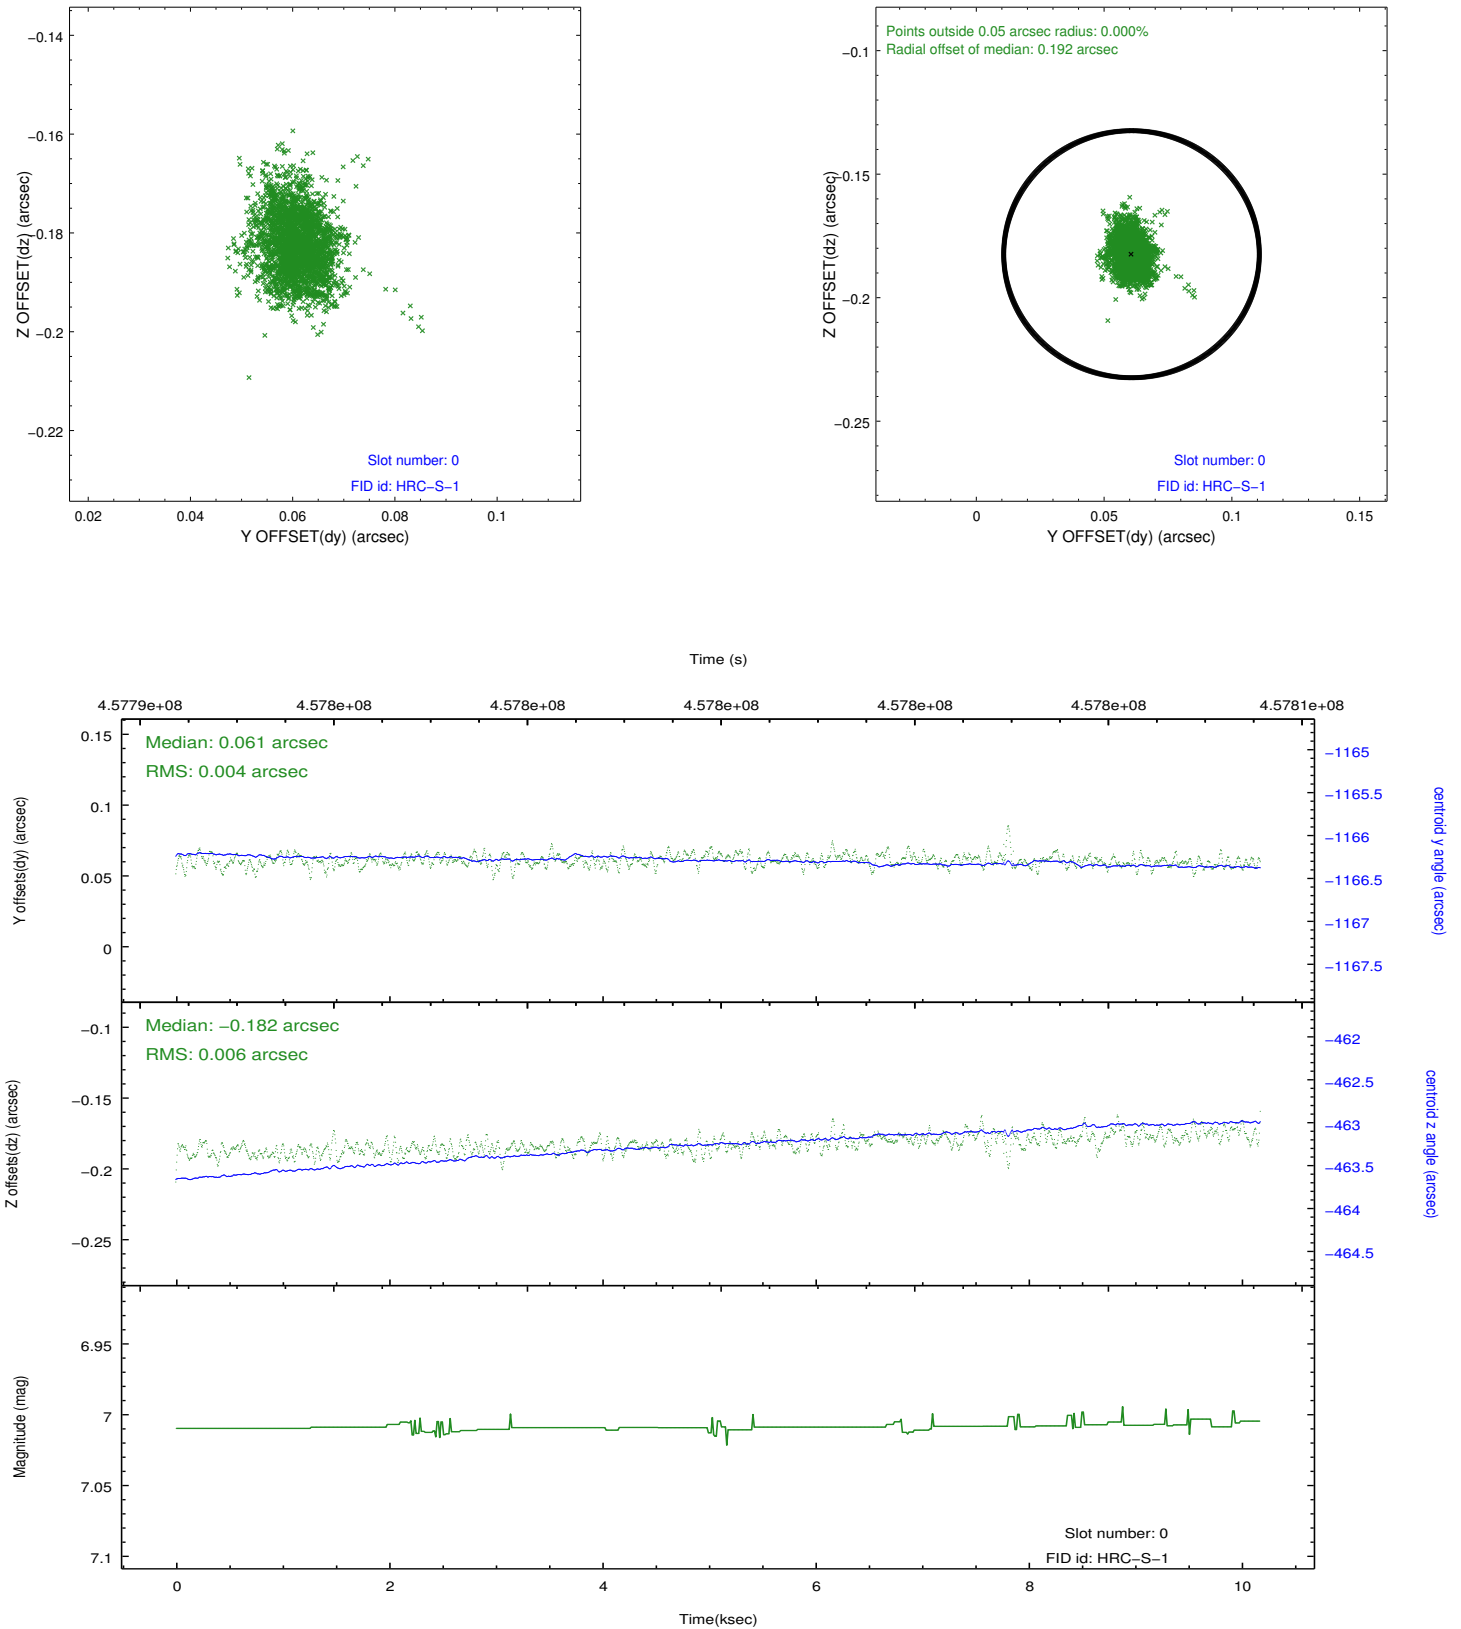 −0.14
−0.16
−0.18
−0.2
−0.22
Z OFFSET(dz) (arcsec)
Slot number: 0
FID id: HRC−S−1
0.02 0.04 0.06 0.08 0.1
Y OFFSET(dy) (arcsec)
Points outside 0.05 arcsec radius: 0.000%
Radial offset of median: 0.192 arcsec
−0.1
−0.15
−0.2
−0.25
Z OFFSET(dz) (arcsec)
Slot number: 0
FID id: HRC−S−1
0 0.05 0.1 0.15
Y OFFSET(dy) (arcsec)
Time (s)
4.5779e+08 4.578e+08 4.578e+08 4.578e+08 4.578e+08 4.578e+08 4.5781e+08
Median: 0.061 arcsec
RMS: 0.004 arcsec
0.15
0.1
0.05
0
Y offsets(dy) (arcsec)
−1165
−1165.5
−1166
−1166.5
−1167
−1167.5
centroid y angle (arcsec)
Median: −0.182 arcsec
RMS: 0.006 arcsec
−0.1
−0.15
−0.2
−0.25
Z offsets(dz) (arcsec)
−462
−462.5
−463
−463.5
−464
−464.5
centroid z angle (arcsec)
6.95
7
7.05
7.1
Magnitude (mag)
Slot number: 0
FID id: HRC−S−1
0 2 4 6 8 10
Time(ksec)